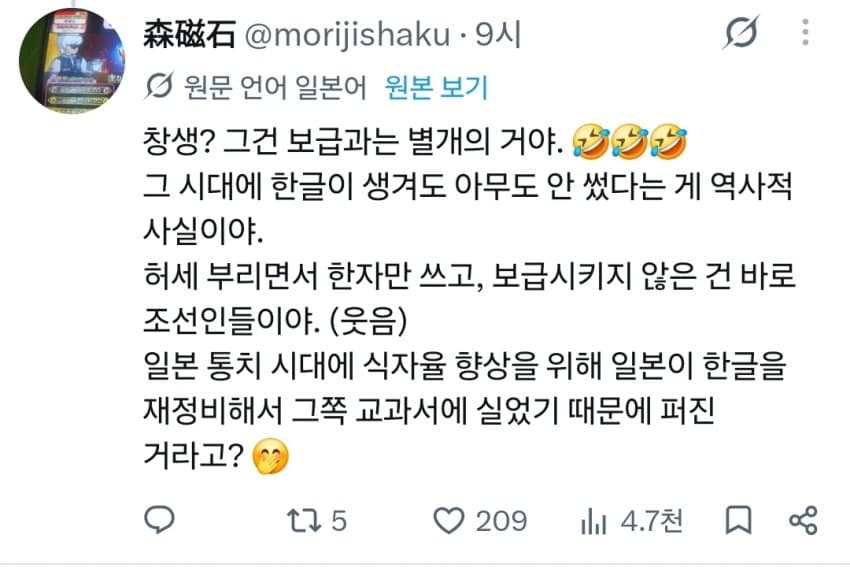 森磁石 @morijishaku · 9시
원문 언어 일본어 원본 보기
창생? 그건 보급과는 별개의 거야. 🤣🤣🤣
그 시대에 한글이 생겨도 아무도 안 썼다는 게 역사적
사실이야.
허세 부리면서 한자만 쓰고, 보급시키지 않은 건 바로
조선인들이야. (웃음)
일본 통치 시대에 식자율 향상을 위해 일본이 한글을
재정비해서 그쪽 교과서에 실었기 때문에 퍼진
거라고? 🤭
5 209 4.7천